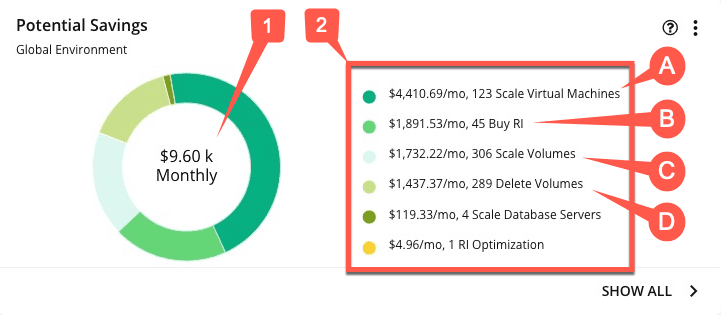 Potential Savings
Global Environment
1
2
$9.60 k
Monthly
$4,410.69/mo, 123 Scale Virtual Machines
A
$1,891.53/mo, 45 Buy RI
B
$1,732.22/mo, 306 Scale Volumes
C
$1,437.37/mo, 289 Delete Volumes
D
$119.33/mo, 4 Scale Database Servers
$4.96/mo, 1 RI Optimization
SHOW ALL